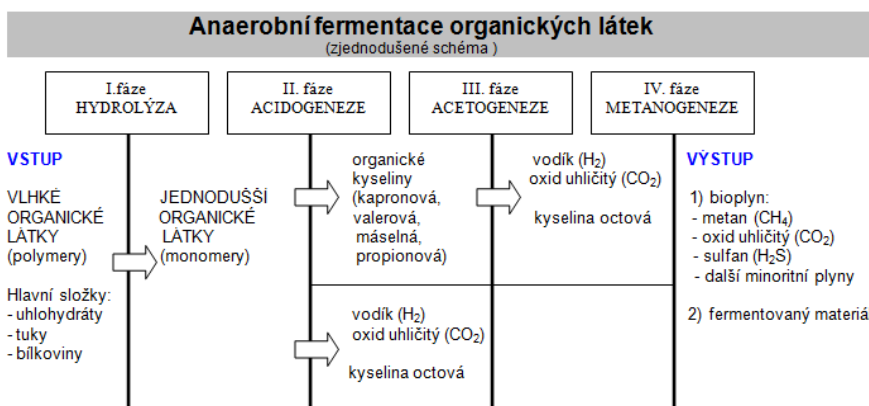 Anaerobní fermentace organických látek
(zjednodušené schéma )
I.fáze
HYDROLÝZA
II. fáze
ACIDOGENEZE
III. fáze
ACETOGENEZE
IV. fáze
METANOGENEZE
VSTUP
VLHKÉ
ORGANICKÉ
LÁTKY
(polymery)
Hlavní složky:
- uhlohydráty
- tuky
- bílkoviny
JEDNODUŠŠÍ
ORGANICKÉ
LÁTKY
(monomery)
organické
kyseliny
(kapronová,
valerová,
máselná,
propionová)
vodík (H₂)
oxid uhličitý (CO₂)
kyselina octová
vodík (H₂)
oxid uhličitý (CO₂)
kyselina octová
VÝSTUP
1) bioplyn:
- metan (CH₄)
- oxid uhličitý (CO₂)
- sulfan (H₂S)
- další minoritní plyny
2) fermentovaný materiá